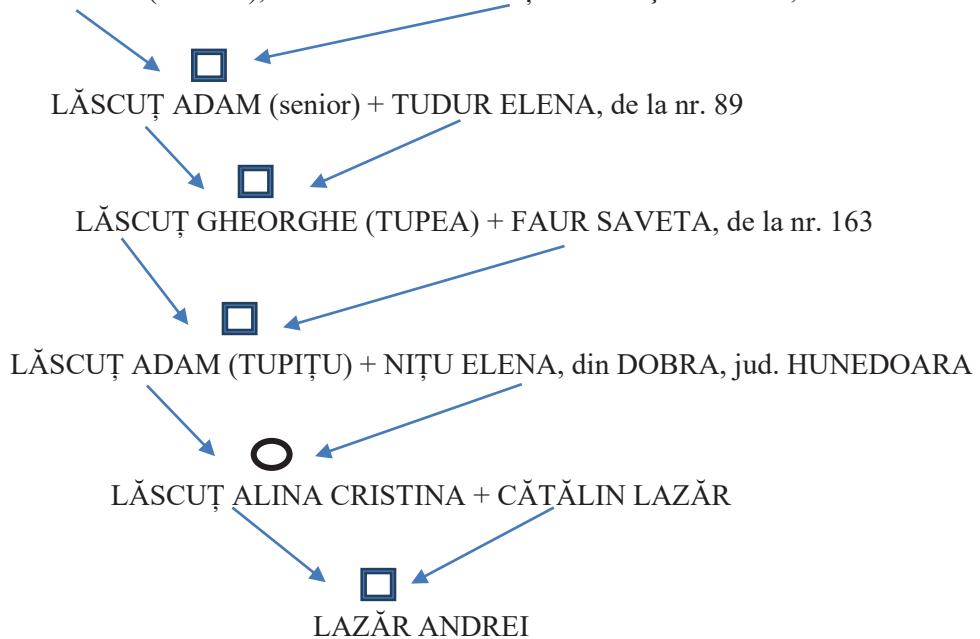 LĂSCUȚ ADAM (senior) + TUDUR ELENA, de la nr. 89
LĂSCUȚ GHEORGHE (TUPEA) + FAUR SAVETA, de la nr. 163
LĂSCUȚ ADAM (TUPIȚU) + NIȚU ELENA, din DOBRA, jud. HUNEDOARA
LĂSCUȚ ALINA CRISTINA + CĂTĂLIN LAZĂR
LAZĂR ANDREI